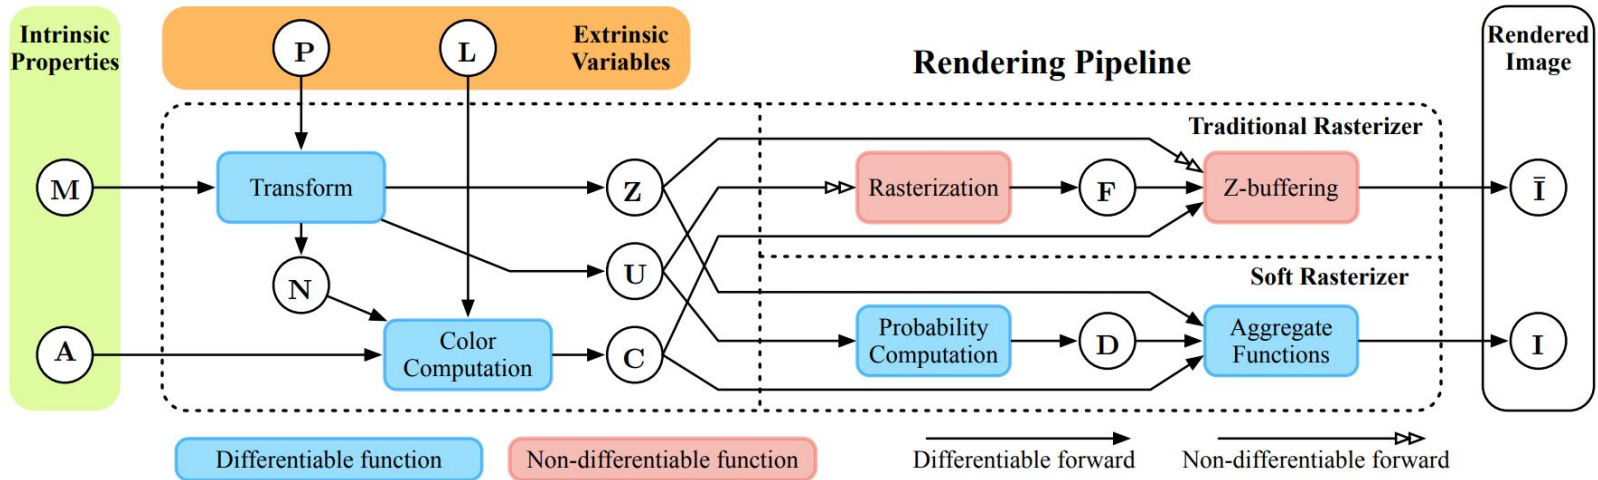 Intrinsic
Properties
P
L
Extrinsic
Variables
Rendering Pipeline
Rendered
Image
Traditional Rasterizer
M
Transform
Z
Rasterization
F
Z-buffering
Ī
N
U
Soft Rasterizer
A
Color
Computation
C
Probability
Computation
D
Aggregate
Functions
I
Differentiable function
Non-differentiable function
Differentiable forward
Non-differentiable forward